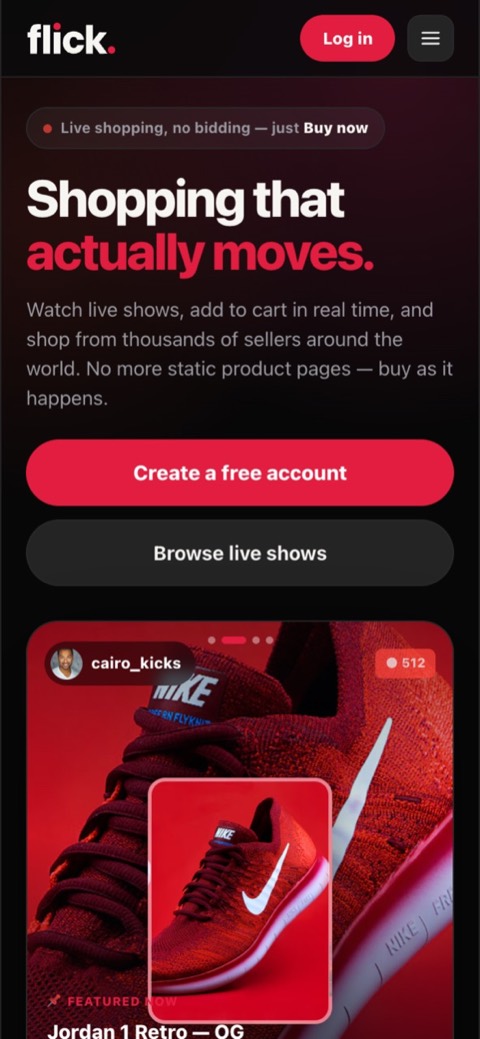 flick.
Log in
Live shopping, no bidding — just Buy now
Shopping that
actually moves.
Watch live shows, add to cart in real time, and
shop from thousands of sellers around the
world. No more static product pages — buy as it
happens.
Create a free account
Browse live shows
cairo_kicks
512
NIKE
NIKE
NIKE
FEATURED NOW
Jordan 1 Retro — OG